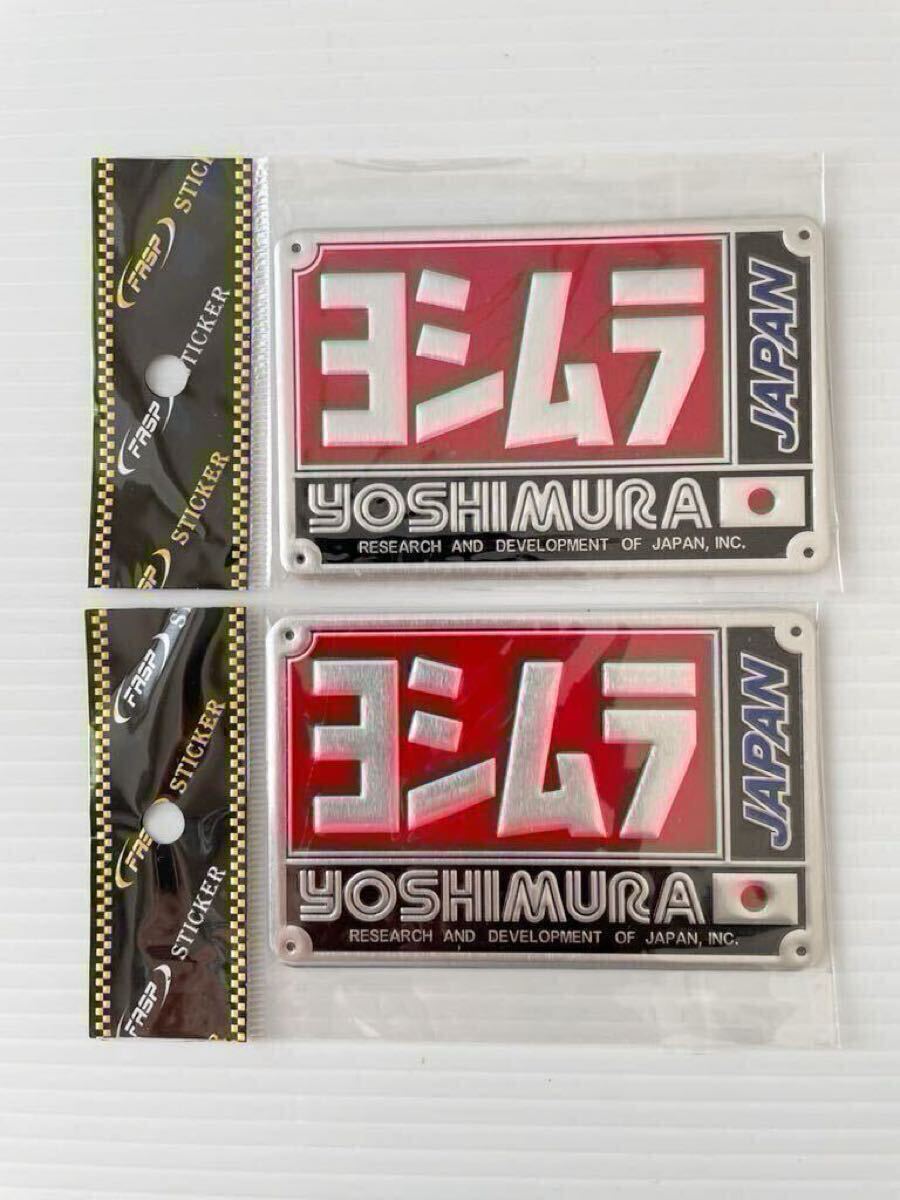 FASP STICKER
FASP STICKER
STICKER
ヨシムラ
JAPAN
YOSHIMURA
RESEARCH AND DEVELOPMENT OF JAPAN, INC.
FASP
STICKER
STICKER
FASP
ヨシムラ
JAPAN
YOSHIMURA
RESEARCH AND DEVELOPMENT OF JAPAN, INC.